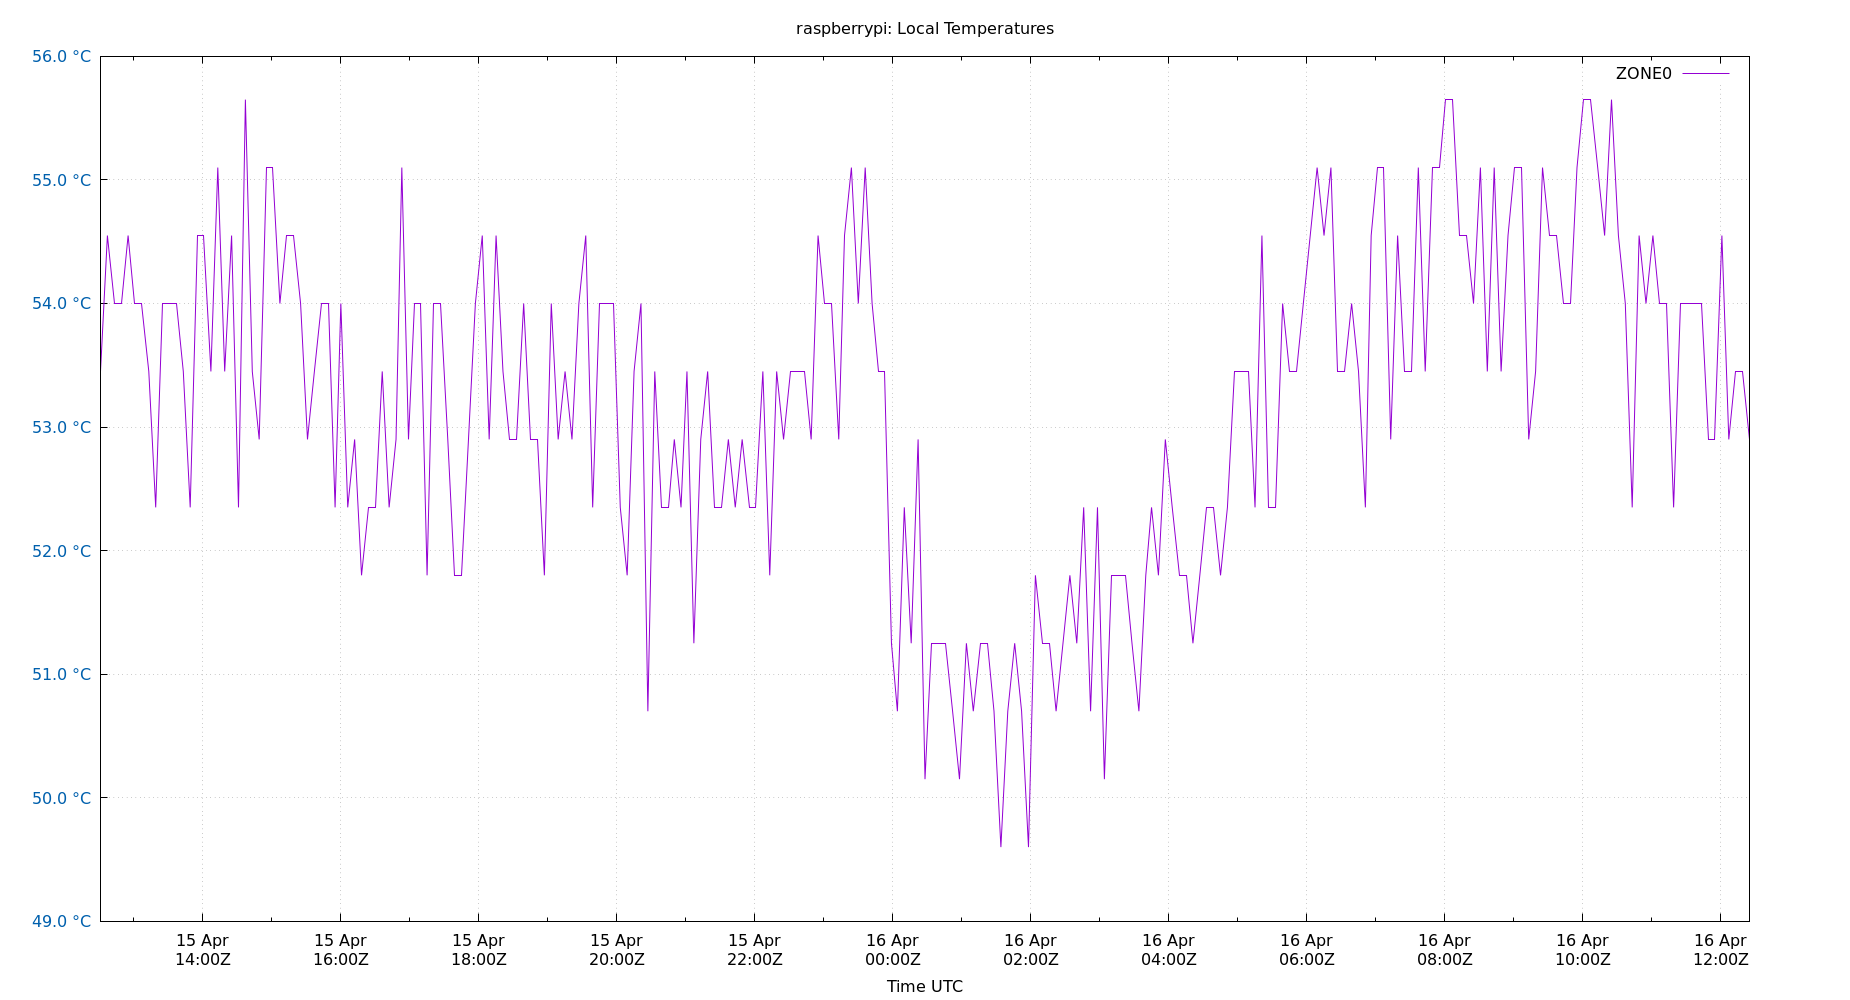 raspberrypi: Local Temperatures
56.0 °C
ZONE0
55.0 °C
54.0 °C
53.0 °C
52.0 °C
51.0 °C
50.0 °C
49.0 °C
15 Apr 15 Apr 15 Apr 15 Apr 15 Apr 16 Apr 16 Apr 16 Apr 16 Apr 16 Apr 16 Apr 16 Apr
14:00Z 16:00Z 18:00Z 20:00Z 22:00Z 00:00Z 02:00Z 04:00Z 06:00Z 08:00Z 10:00Z 12:00Z
Time UTC